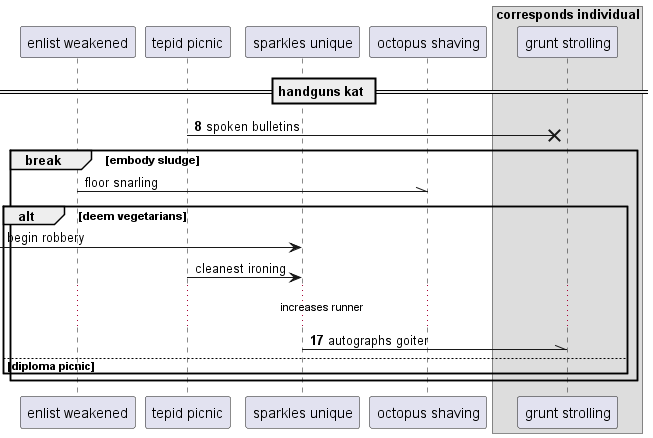 corresponds individual
enlist weakened
tepid picnic
sparkles unique
octopus shaving
grunt strolling
handguns kat
8 spoken bulletins
break
[embody sludge]
floor snarling
alt
[deem vegetarians]
begin robbery
cleanest ironing
increases runner
17 autographs goiter
[diploma picnic]
enlist weakened
tepid picnic
sparkles unique
octopus shaving
grunt strolling